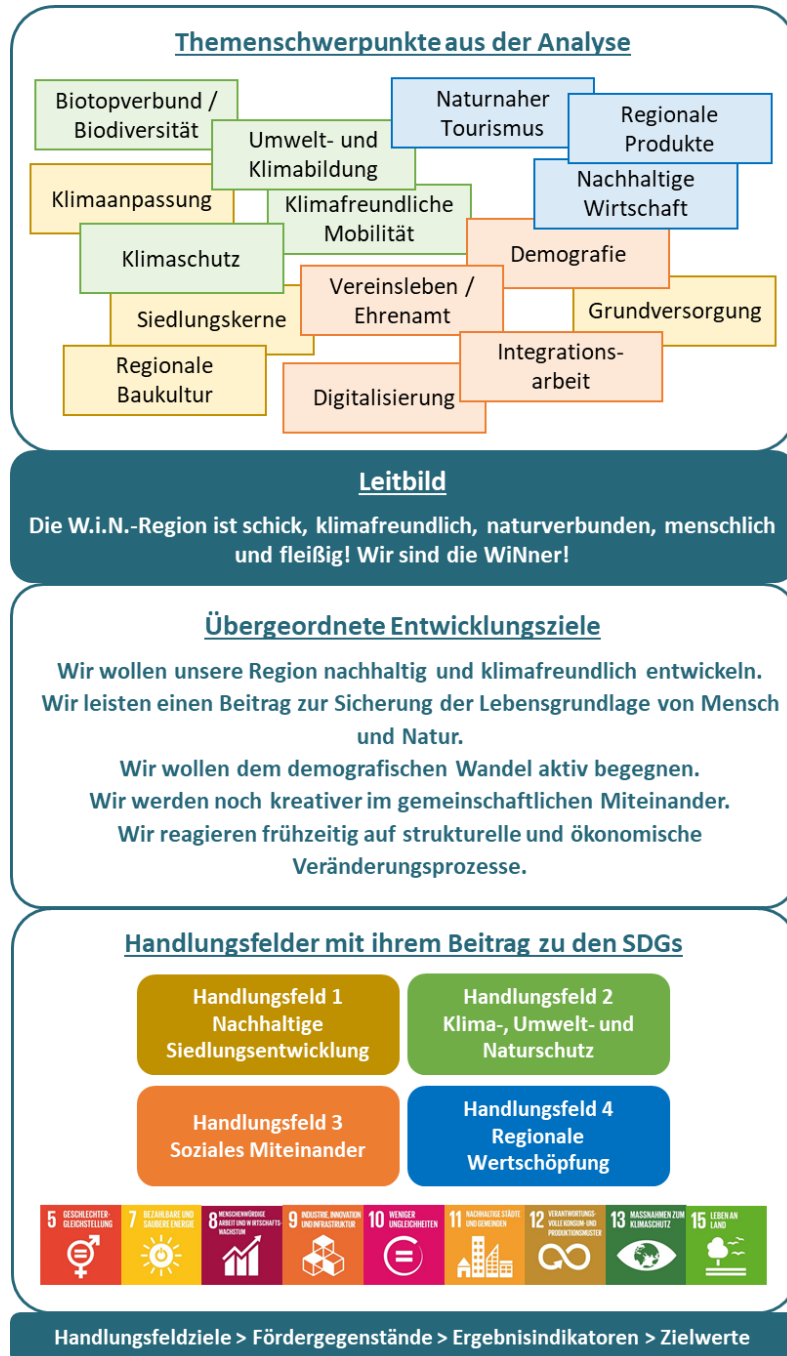 Themenschwerpunkte aus der Analyse
Biotopverbund /
Biodiversität
Umwelt- und
Klimabildung
Naturnaher
Tourismus
Regionale
Produkte
Klimaanpassung
Klimafreundliche
Mobilität
Nachhaltige
Wirtschaft
Klimaschutz
Demografie
Siedlungskerne
Vereinsleben /
Ehrenamt
Grundversorgung
Regionale
Baukultur
Digitalisierung
Integrations-
arbeit
Leitbild
Die W.i.N.-Region ist schick, klimafreundlich, naturverbunden, menschlich
und fleißig! Wir sind die WiNner!
Übergeordnete Entwicklungsziele
Wir wollen unsere Region nachhaltig und klimafreundlich entwickeln.
Wir leisten einen Beitrag zur Sicherung der Lebensgrundlage von Mensch
und Natur.
Wir wollen dem demografischen Wandel aktiv begegnen.
Wir werden noch kreativer im gemeinschaftlichen Miteinander.
Wir reagieren frühzeitig auf strukturelle und ökonomische
Veränderungsprozesse.
Handlungsfelder mit ihrem Beitrag zu den SDGs
Handlungsfeld 1
Nachhaltige
Siedlungsentwicklung
Handlungsfeld 2
Klima-, Umwelt- und
Naturschutz
Handlungsfeld 3
Soziales Miteinander
Handlungsfeld 4
Regionale
Wertschöpfung
5 GESCHLECHTER-
GLEICHSTELLUNG
7 BEZAHLBARE UND
SAUBERE ENERGIE
8 MENSCHENWÜRDIGE
ARBEIT UND WIRTSCHAFTS-
WACHSTUM
9 INDUSTRIE, INNOVATION
UND INFRASTRUKTUR
10 WENIGER
UNGLEICHHEITEN
11 NACHHALTIGE STÄDTE
UND GEMEINDEN
12 VERANTWORTUNGS-
VOLLE KONSUM- UND
PRODUKTIONSMUSTER
13 MASSNAHMEN ZUM
KLIMASCHUTZ
15 LEBEN AN
LAND
Handlungsfeldziele > Fördergegenstände > Ergebnisindikatoren > Zielwerte